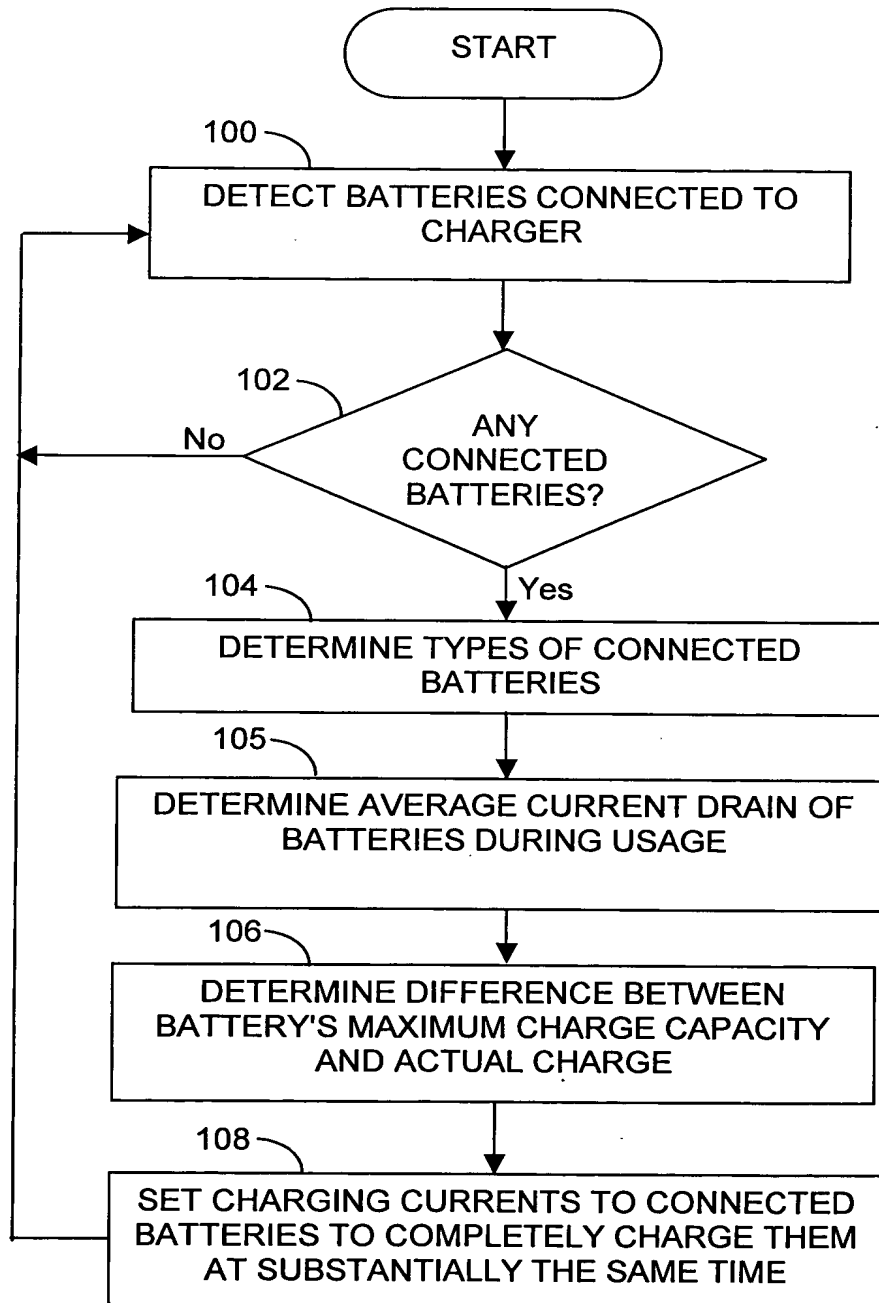 START
100
DETECT BATTERIES CONNECTED TO
CHARGER
102
No
ANY
CONNECTED
BATTERIES?
Yes
104
DETERMINE TYPES OF CONNECTED
BATTERIES
105
DETERMINE AVERAGE CURRENT DRAIN OF
BATTERIES DURING USAGE
106
DETERMINE DIFFERENCE BETWEEN
BATTERY'S MAXIMUM CHARGE CAPACITY
AND ACTUAL CHARGE
108
SET CHARGING CURRENTS TO CONNECTED
BATTERIES TO COMPLETELY CHARGE THEM
AT SUBSTANTIALLY THE SAME TIME